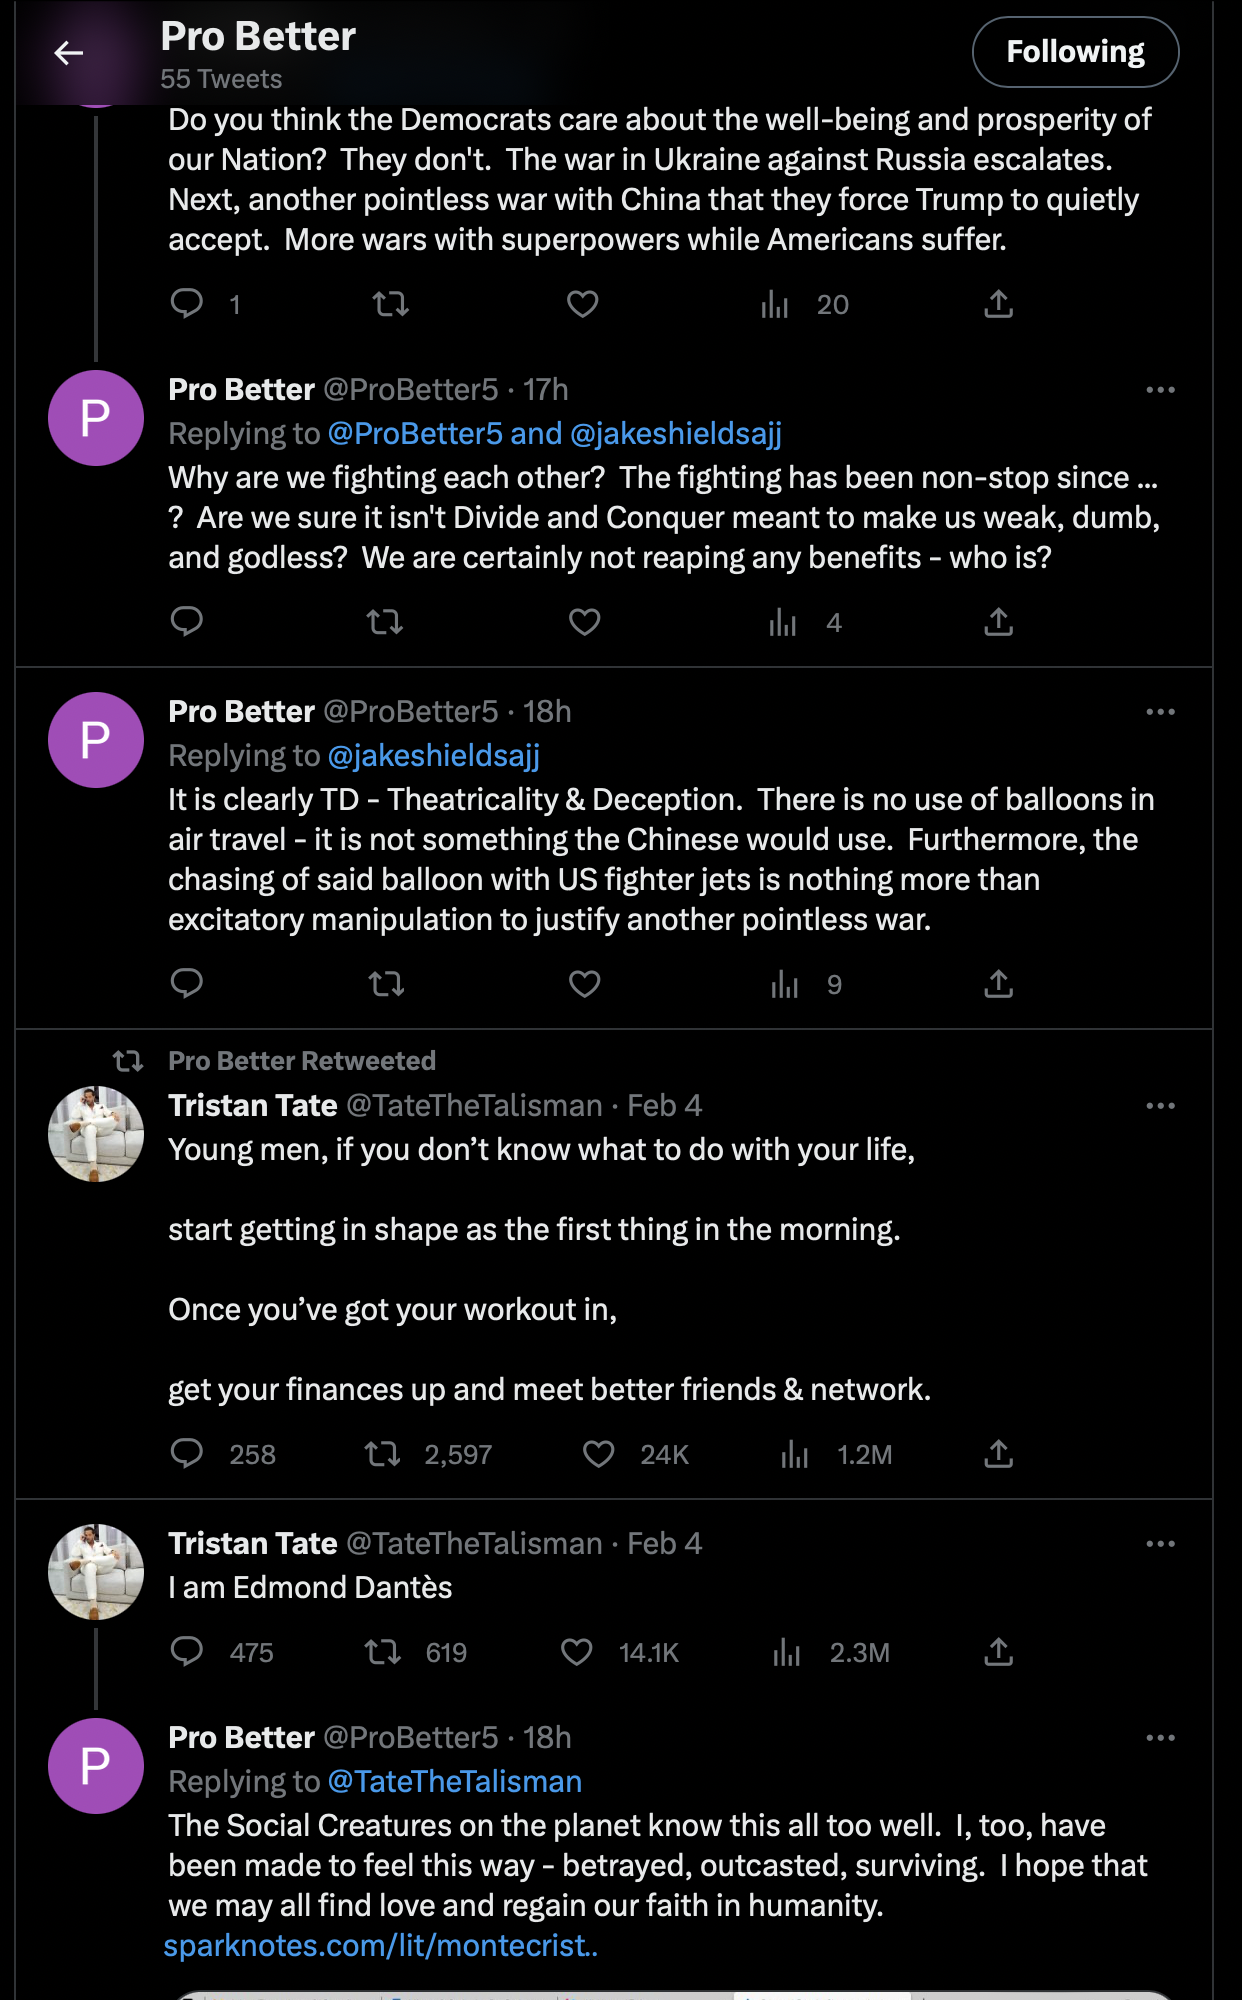 Pro Better
55 Tweets
Following
Do you think the Democrats care about the well-being and prosperity of
our Nation?  They don't.  The war in Ukraine against Russia escalates.
Next, another pointless war with China that they force Trump to quietly
accept.  More wars with superpowers while Americans suffer.
1 20
P
Pro Better @ProBetter5 · 17h
Replying to @ProBetter5 and @jakeshieldsajj
Why are we fighting each other?  The fighting has been non-stop since ...
?  Are we sure it isn't Divide and Conquer meant to make us weak, dumb,
and godless?  We are certainly not reaping any benefits - who is?
4
P
Pro Better @ProBetter5 · 18h
Replying to @jakeshieldsajj
It is clearly TD - Theatricality & Deception.  There is no use of balloons in
air travel - it is not something the Chinese would use.  Furthermore, the
chasing of said balloon with US fighter jets is nothing more than
excitatory manipulation to justify another pointless war.
9
Pro Better Retweeted
Tristan Tate @TateTheTalisman · Feb 4
Young men, if you don’t know what to do with your life,
start getting in shape as the first thing in the morning.
Once you’ve got your workout in,
get your finances up and meet better friends & network.
258 2,597 24K 1.2M
Tristan Tate @TateTheTalisman · Feb 4
I am Edmond Dantès
475 619 14.1K 2.3M
P
Pro Better @ProBetter5 · 18h
Replying to @TateTheTalisman
The Social Creatures on the planet know this all too well.  I, too, have
been made to feel this way - betrayed, outcasted, surviving.  I hope that
we may all find love and regain our faith in humanity.
sparknotes.com/lit/montecrist..